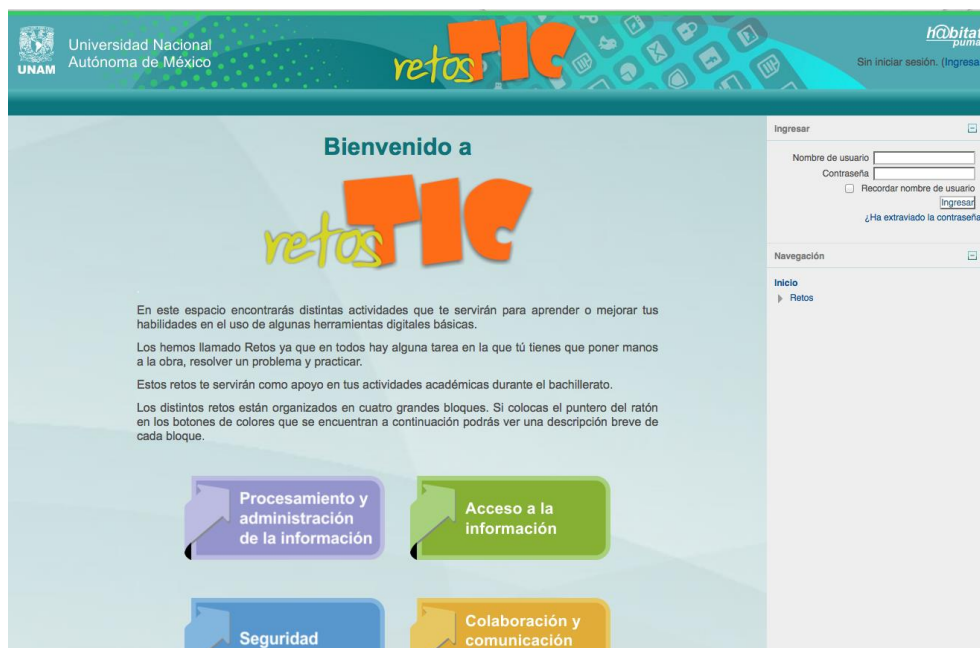 UNAM
Universidad Nacional
Autónoma de México
retos TIC
h@bitat
puma
Sin iniciar sesión. (Ingresa
Bienvenido a
retos TIC
En este espacio encontrarás distintas actividades que te servirán para aprender o mejorar tus
habilidades en el uso de algunas herramientas digitales básicas.
Los hemos llamado Retos ya que en todos hay alguna tarea en la que tú tienes que poner manos
a la obra, resolver un problema y practicar.
Estos retos te servirán como apoyo en tus actividades académicas durante el bachillerato.
Los distintos retos están organizados en cuatro grandes bloques. Si colocas el puntero del ratón
en los botones de colores que se encuentran a continuación podrás ver una descripción breve de
cada bloque.
Procesamiento y
administración
de la información
Acceso a la
información
Seguridad
Colaboración y
comunicación
Ingresar
Nombre de usuario
Contraseña
Recordar nombre de usuario
Ingresar
¿Ha extraviado la contraseña
Navegación
Inicio
Retos